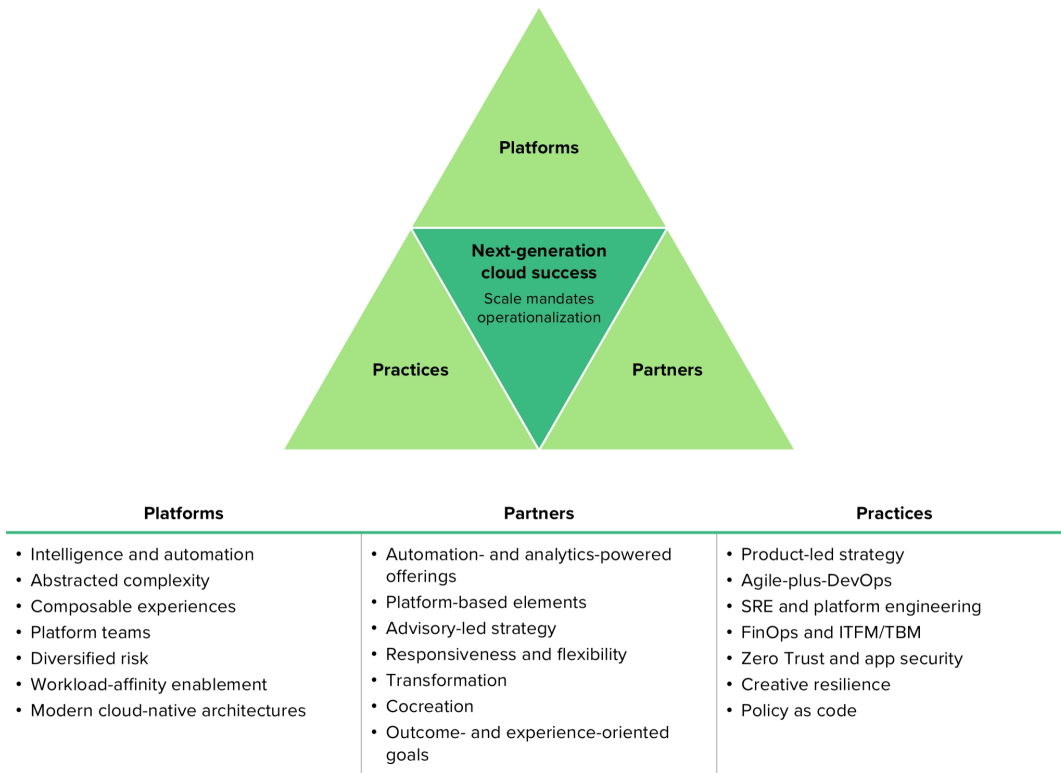 Platforms
Next-generation
cloud success
Scale mandates
operationalization
Practices
Partners
Platforms
• Intelligence and automation
• Abstracted complexity
• Composable experiences
• Platform teams
• Diversified risk
• Workload-affinity enablement
• Modern cloud-native architectures
Partners
• Automation- and analytics-powered
offerings
• Platform-based elements
• Advisory-led strategy
• Responsiveness and flexibility
• Transformation
• Cocreation
• Outcome- and experience-oriented
goals
Practices
• Product-led strategy
• Agile-plus-DevOps
• SRE and platform engineering
• FinOps and ITFM/TBM
• Zero Trust and app security
• Creative resilience
• Policy as code